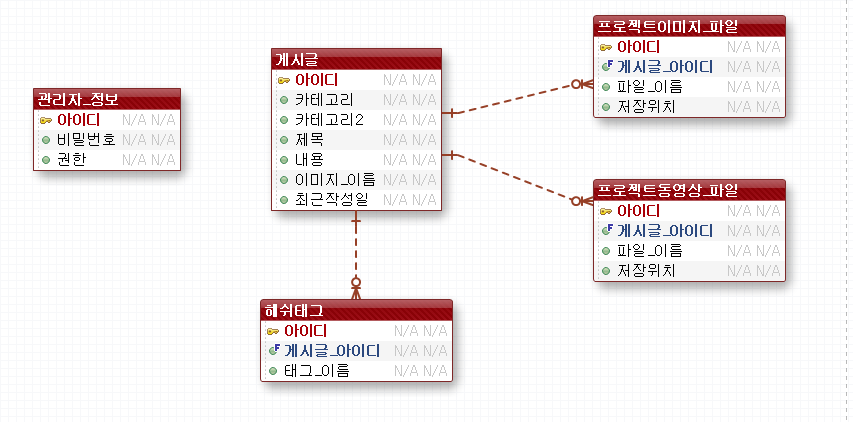 관리자_정보
아이디 N/A N/A
비밀번호 N/A N/A
권한 N/A N/A
게시글
아이디 N/A N/A
카테고리 N/A N/A
카테고리2 N/A N/A
제목 N/A N/A
내용 N/A N/A
이미지_이름 N/A N/A
최근작성일 N/A N/A
프로젝트이미지_파일
아이디 N/A N/A
F 게시글_아이디 N/A N/A
파일_이름 N/A N/A
저장위치 N/A N/A
프로젝트동영상_파일
아이디 N/A N/A
F 게시글_아이디 N/A N/A
파일_이름 N/A N/A
저장위치 N/A N/A
해쉬태그
아이디 N/A N/A
F 게시글_아이디 N/A N/A
태그_이름 N/A N/A